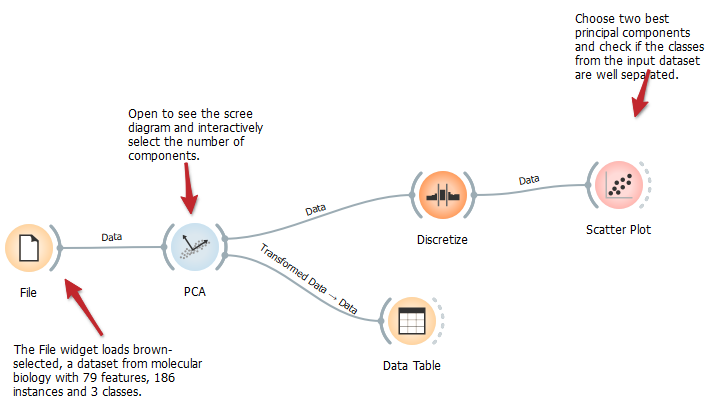 Choose two best
principal components
and check if the classes
from the input dataset
are well separated.
Open to see the scree
diagram and interactively
select the number of
components.
Data
Data
Data
Scatter Plot
Discretize
File
PCA
Transformed Data → Data
Data Table
The File widget loads brown-
selected, a dataset from molecular
biology with 79 features, 186
instances and 3 classes.